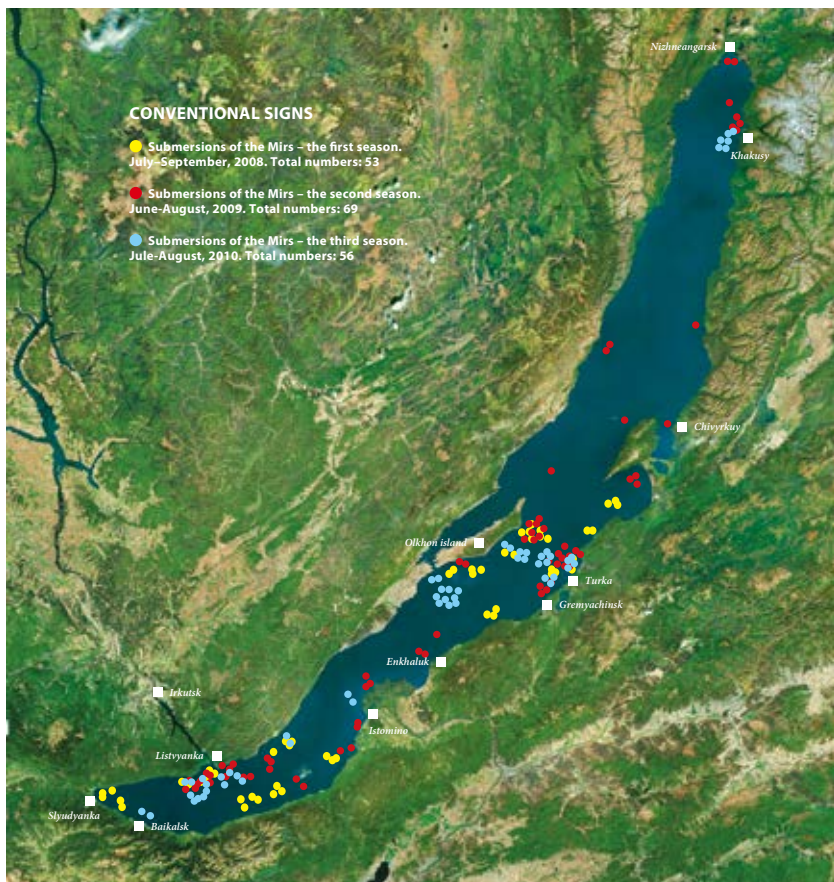 Nizhneangarsk
CONVENTIONAL SIGNS
Submersions of the Mirs – the first season.
July–September, 2008. Total numbers: 53
Khakusy
Submersions of the Mirs – the second season.
June-August, 2009. Total numbers: 69
Submersions of the Mirs – the third season.
Jule-August, 2010. Total numbers: 56
Chivyrkuy
Olkhon island
Turka
Gremyachinsk
Enkhaluk
Irkutsk
Istomino
Listvyanka
Slyudyanka
Baikalsk